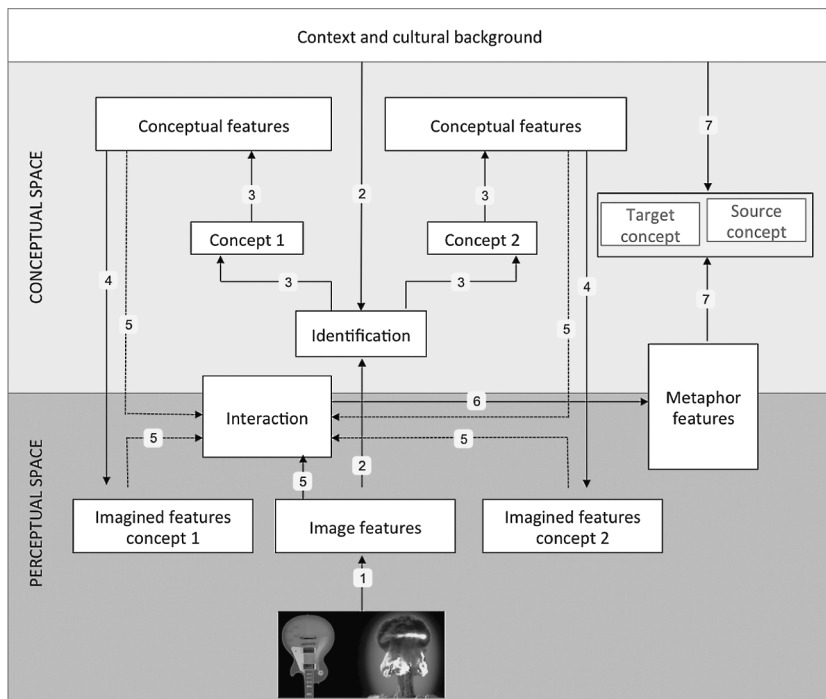 Context and cultural background
CONCEPTUAL SPACE
Conceptual features
Conceptual features
7
3
2
3
Target
concept
Source
concept
Concept 1
Concept 2
4
3
3
4
7
5
5
Identification
Interaction
6
Metaphor
features
PERCEPTUAL SPACE
5
5
2
5
Imagined features
concept 1
Image features
Imagined features
concept 2
1